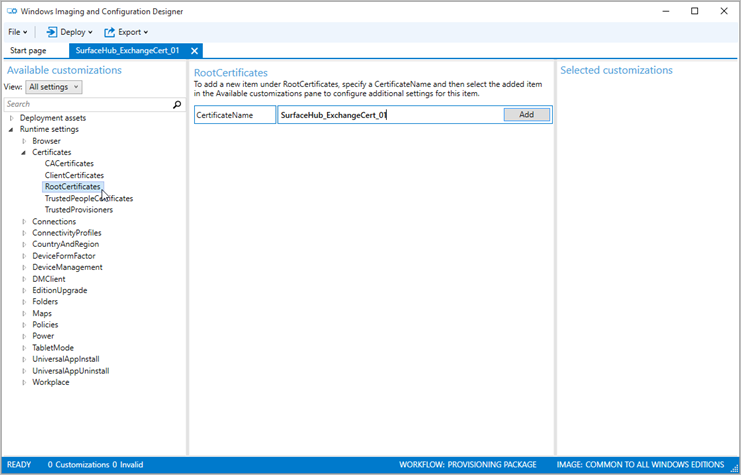 Windows Imaging and Configuration Designer
File Deploy Export
Start page SurfaceHub_ExchangeCert_01
Available customizations
View: All settings
Search
Deployment assets
Runtime settings
Browser
Certificates
CACertificates
ClientCertificates
RootCertificates
TrustedPeopleCertificates
TrustedProvisioners
Connections
ConnectivityProfiles
CountryAndRegion
DeviceFormFactor
DeviceManagement
DMClient
EditionUpgrade
Folders
Maps
Policies
Power
TabletMode
UniversalAppInstall
UniversalAppUninstall
Workplace
RootCertificates
To add a new item under RootCertificates, specify a CertificateName and then select the added item
in the Available customizations pane to configure additional settings for this item.
CertificateName SurfaceHub_ExchangeCert_01 Add
Selected customizations
READY 0 Customizations 0 Invalid WORKFLOW: PROVISIONING PACKAGE IMAGE: COMMON TO ALL WINDOWS EDITIONS